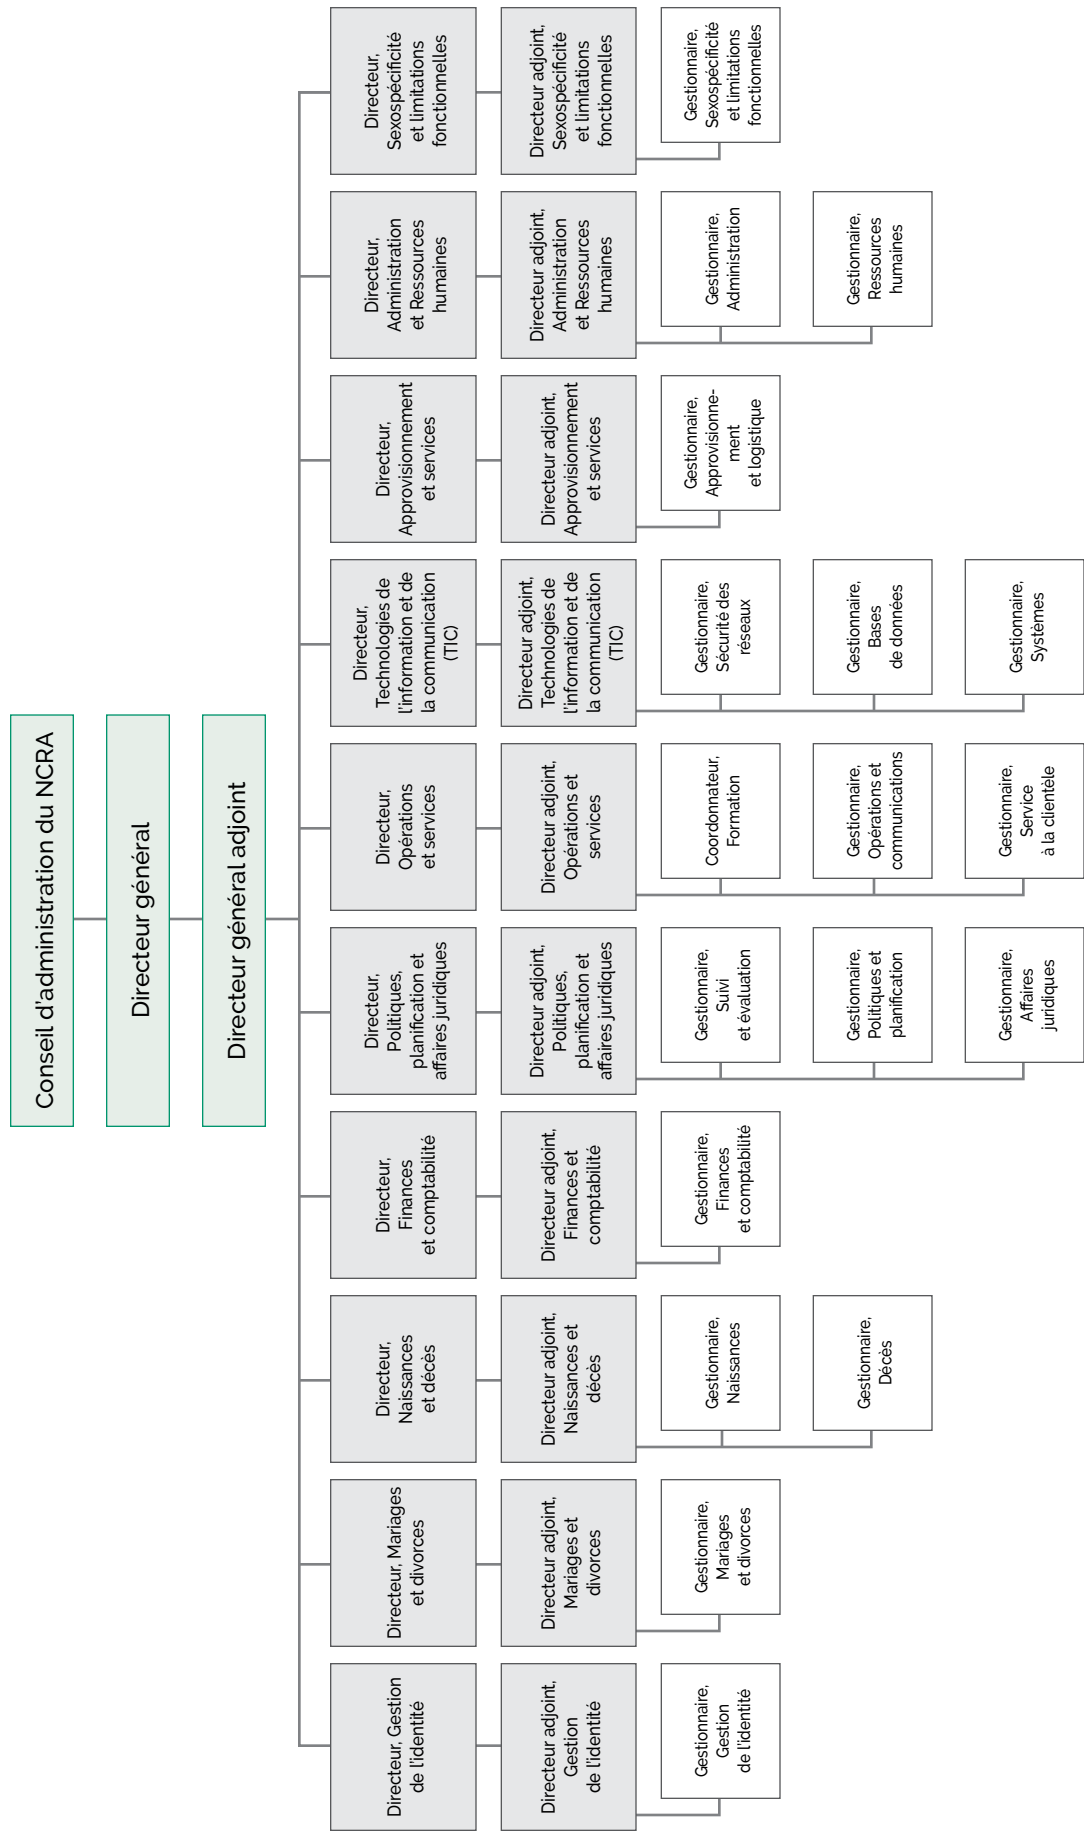 Conseil d'administration du NCRA
Directeur général
Directeur général adjoint
Directeur, Gestion
de l'identité
Directeur, Mariages
et divorces
Directeur,
Naissances
et décès
Directeur,
Finances
et comptabilité
Directeur,
Politiques,
planification et
affaires juridiques
Directeur,
Opérations
et services
Directeur,
Technologies de
l'information et de
la communication
(TIC)
Directeur,
Approvisionnement
et services
Directeur,
Administration
et Ressources
humaines
Directeur,
Sexospécificité
et limitations
fonctionnelles
Directeur adjoint,
Gestion
de l'identité
Directeur adjoint,
Mariages et
divorces
Directeur adjoint,
Naissances et
décès
Directeur adjoint,
Finances et
comptabilité
Directeur adjoint,
Politiques,
planification et
affaires juridiques
Directeur adjoint,
Opérations et
services
Directeur adjoint,
Technologies de
l'information et de
la communication
(TIC)
Directeur adjoint,
Approvisionnement
et services
Directeur adjoint,
Administration
et Ressources
humaines
Directeur adjoint,
Sexospécificité
et limitations
fonctionnelles
Gestionnaire,
Gestion
de l'identité
Gestionnaire,
Mariages
et divorces
Gestionnaire,
Naissances
Gestionnaire,
Finances
et comptabilité
Gestionnaire,
Suivi
et évaluation
Coordonnateur,
Formation
Gestionnaire,
Sécurité des
réseaux
Gestionnaire,
Approvisionne-
ment
et logistique
Gestionnaire,
Administration
Gestionnaire,
Sexospécificité
et limitations
fonctionnelles
Gestionnaire,
Décès
Gestionnaire,
Politiques et
planification
Gestionnaire,
Opérations et
communications
Gestionnaire,
Bases
de données
Gestionnaire,
Ressources
humaines
Gestionnaire,
Affaires
juridiques
Gestionnaire,
Service
à la clientèle
Gestionnaire,
Systèmes